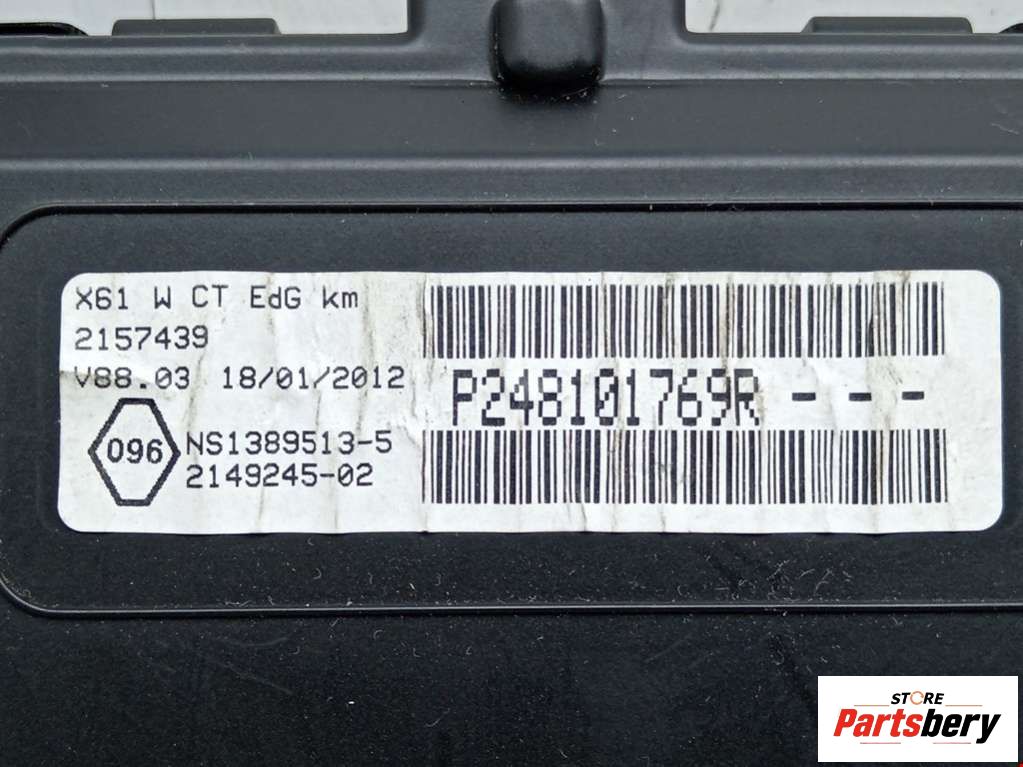 X61 W CT EdG km
2157439
V88.03 18/01/2012
096
NS1389513-5
2149245-02
P248101769R - - -
STORE
Partsbery